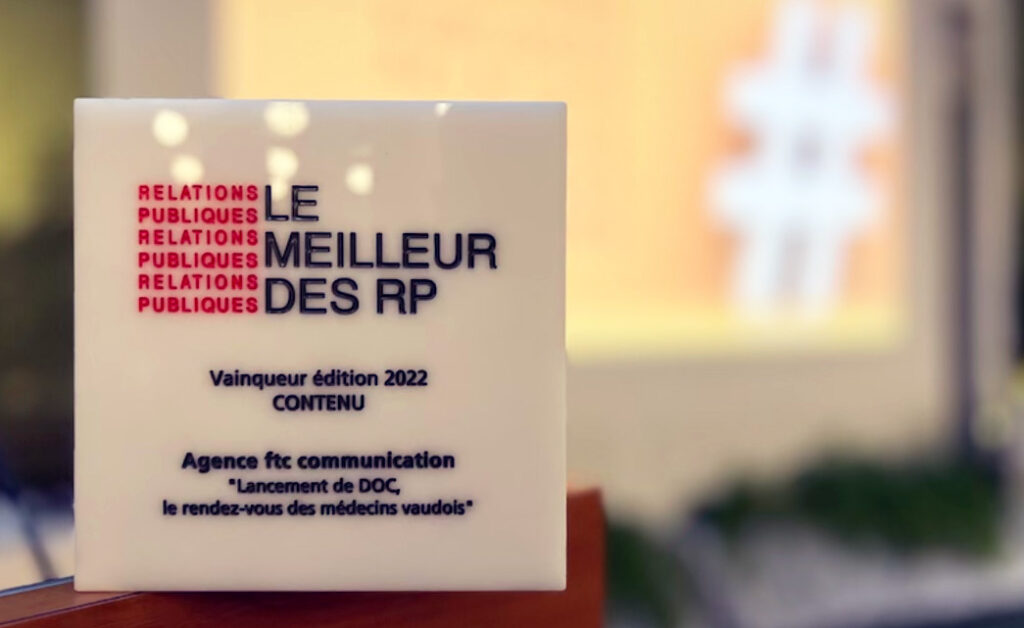 RELATIONS
PUBLIQUES
RELATIONS
PUBLIQUES
RELATIONS
PUBLIQUES
LE
MEILLEUR
DES RP
Vainqueur édition 2022
CONTENU
Agence ftc communication
"Lancement de DOC,
le rendez-vous des médecins vaudois"
#